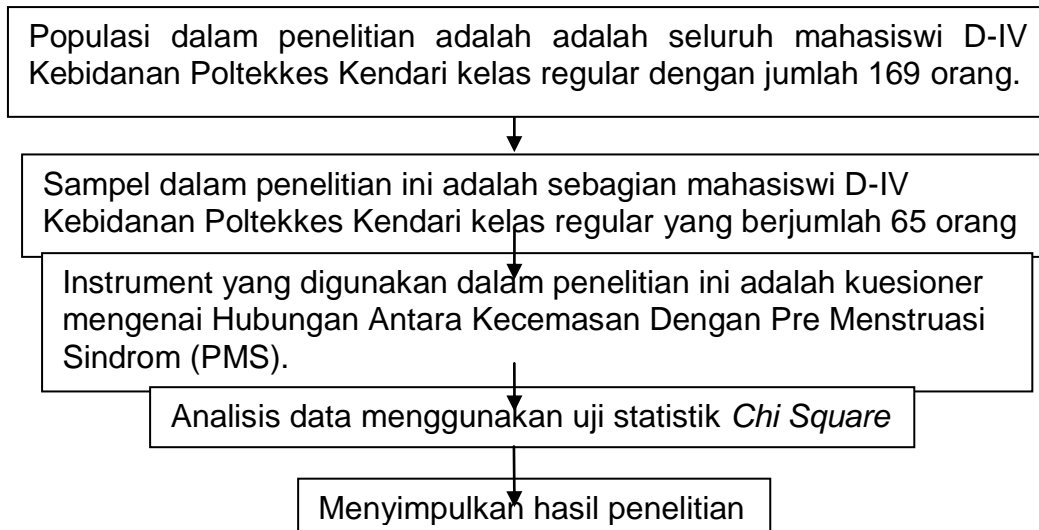 Populasi dalam penelitian adalah adalah seluruh mahasiswi D-IV
Kebidanan Poltekkes Kendari kelas regular dengan jumlah 169 orang.
Sampel dalam penelitian ini adalah sebagian mahasiswi D-IV
Kebidanan Poltekkes Kendari kelas regular yang berjumlah 65 orang
Instrument yang digunakan dalam penelitian ini adalah kuesioner
mengenai Hubungan Antara Kecemasan Dengan Pre Menstruasi
Sindrom (PMS).
Analisis data menggunakan uji statistik Chi Square
Menyimpulkan hasil penelitian